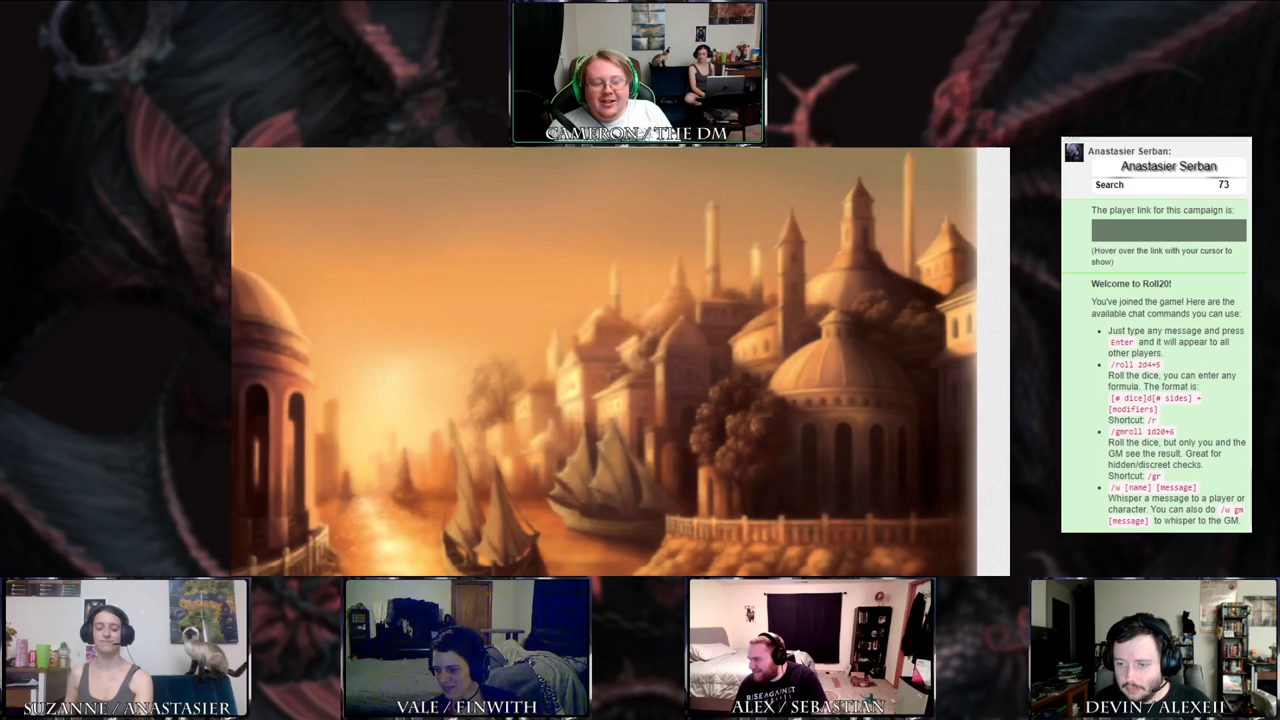 CAMERON / THE DM
Anastasier Serban:
Anastasier Serban
Search 73
The player link for this campaign is:
(Hover over the link with your cursor to
show)
Welcome to Roll20!
You've joined the game! Here are the
available chat commands you can use:
Just type any message and press
Enter and it will appear to all
other players.
/roll 2d4+5
Roll the dice, you can enter any
formula. The format is:
[# dice]d[# sides] +
[modifiers]
Shortcut: /r
/gmroll 1d20+6
Roll the dice, but only you and the
GM see the result. Great for
hidden/discreet checks.
Shortcut: /gr
/w [name] [message]
Whisper a message to a player or
character. You can also do /w gm
[message] to whisper to the GM.
RISE AGAINST
SUZANNE / ANASTASIER
VALE / FINWITH
ALEX / SEBASTIAN
DEVIN / ALEXEII